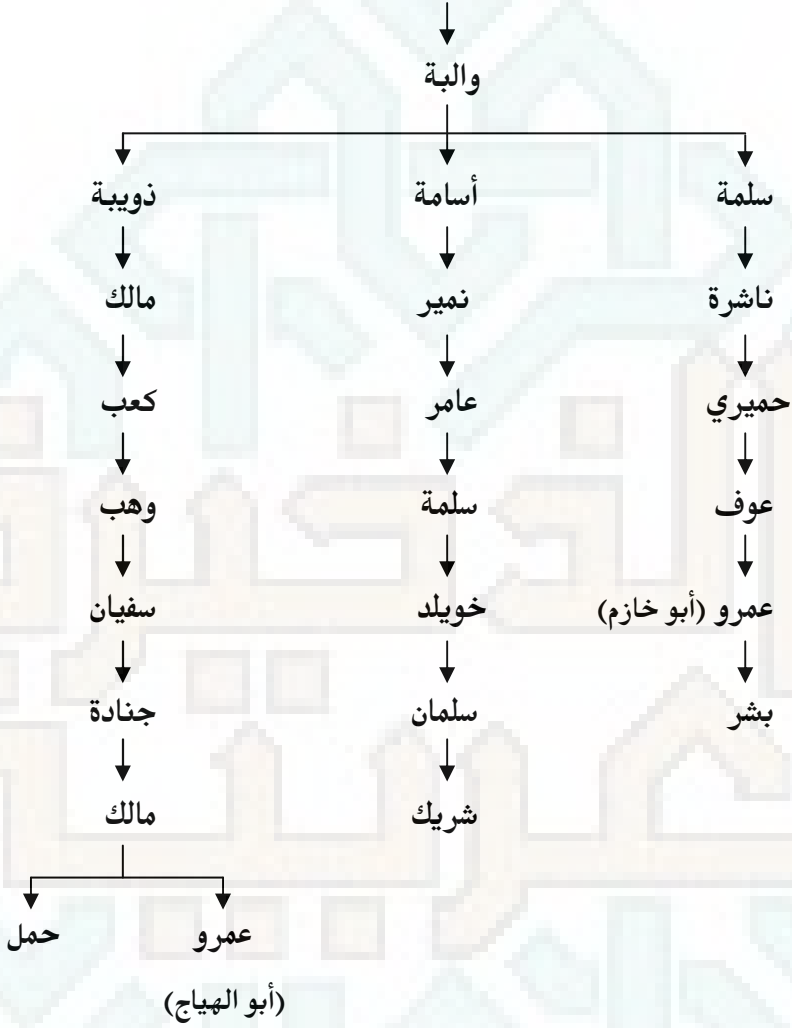 والبة
سلمة أسامة ذويبة
ناشرة نمير مالك
حميري عامر كعب
عوف سلمة وهب
عمرو (أبو خازم) خويلد سفيان
بشر سلمان جنادة
شريك مالك
عمرو حمل
(أبو الهياج)